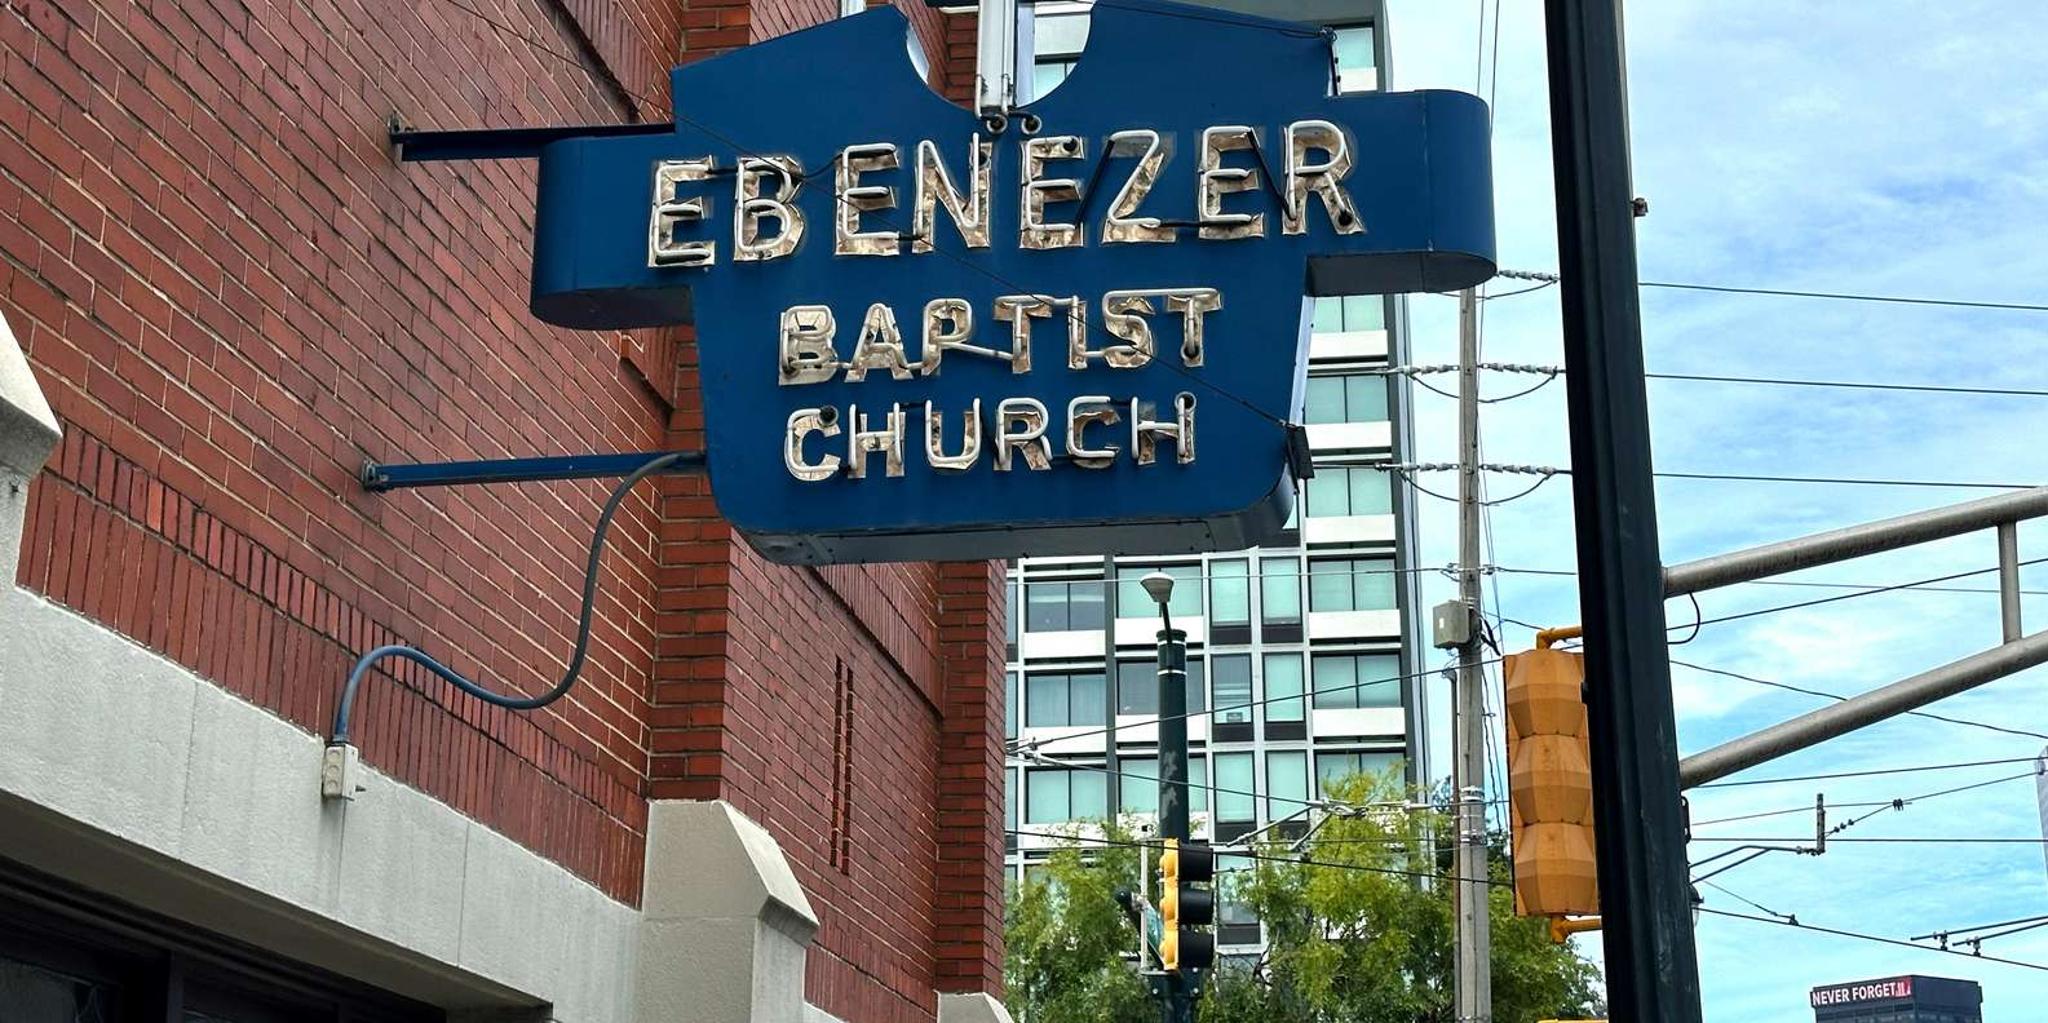 EBENEZER
BAPTIST
CHURCH
NEVER FORGET